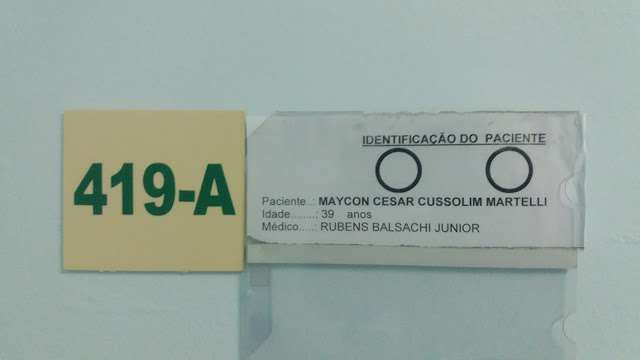 419-A
IDENTIFICAÇÃO DO PACIENTE
Paciente..: MAYCON CESAR CUSSOLIM MARTELLI
Idade.......: 39 anos
Médico.....: RUBENS BALSACHI JUNIOR